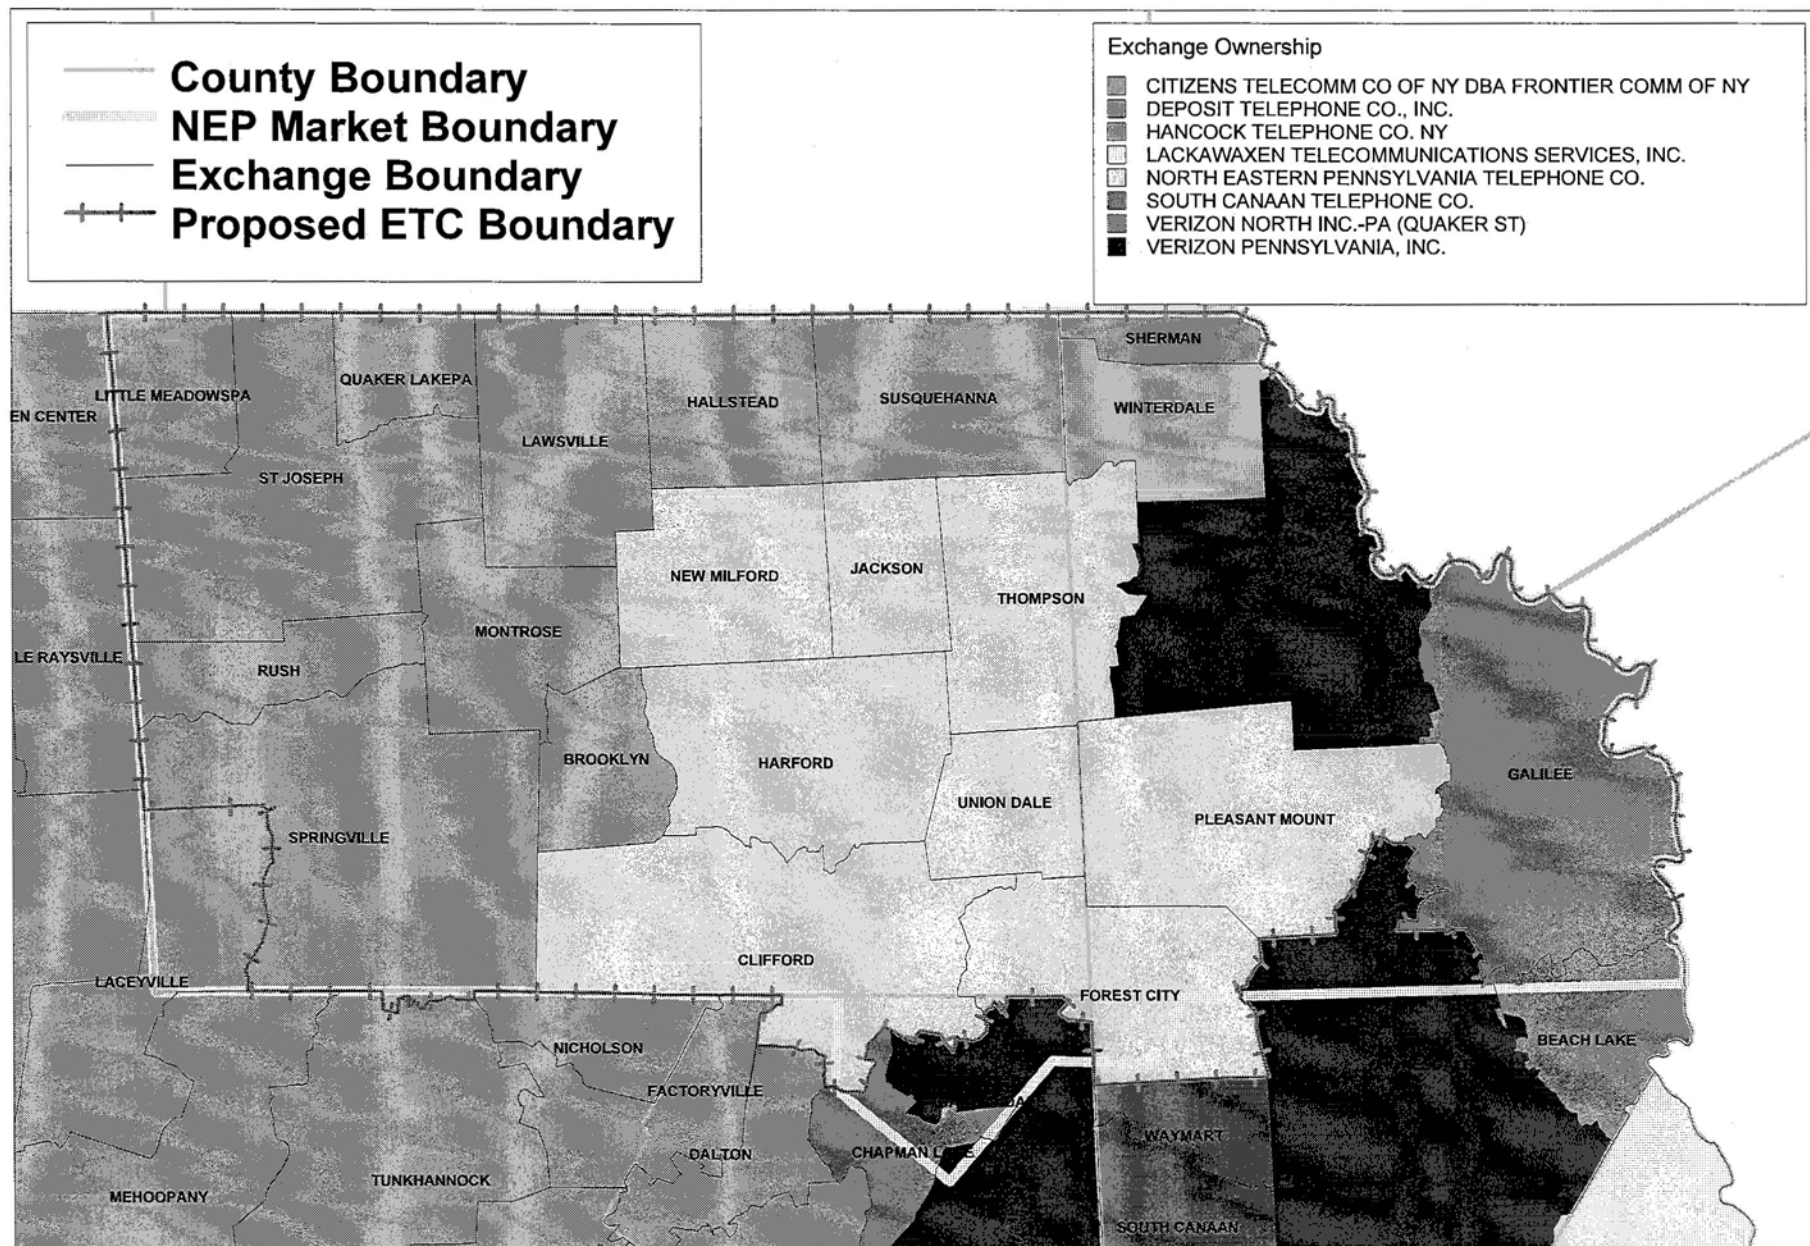 County Boundary
NEP Market Boundary
Exchange Boundary
Proposed ETC Boundary
Exchange Ownership
CITIZENS TELECOMM CO OF NY DBA FRONTIER COMM OF NY
DEPOSIT TELEPHONE CO., INC.
HANCOCK TELEPHONE CO. NY
LACKAWAXEN TELECOMMUNICATIONS SERVICES, INC.
NORTH EASTERN PENNSYLVANIA TELEPHONE CO.
SOUTH CANAAN TELEPHONE CO.
VERIZON NORTH INC.-PA (QUAKER ST)
VERIZON PENNSYLVANIA, INC.
SHERMAN
QUAKER LAKEPA
LITTLE MEADOWSPA
HALLSTEAD
SUSQUEHANNA
WINTERDALE
EN CENTER
LAWSVILLE
ST JOSEPH
NEW MILFORD
JACKSON
THOMPSON
MONTROSE
LE RAYSVILLE
RUSH
BROOKLYN
HARFORD
GALILEE
UNION DALE
PLEASANT MOUNT
SPRINGVILLE
CLIFFORD
LACEYVILLE
FOREST CITY
NICHOLSON
BEACH LAKE
FACTORYVILLE
WAYMART
DALTON
CHAPMAN LAKE
TUNKHANNOCK
MEHOOPANY
SOUTH CANAAN